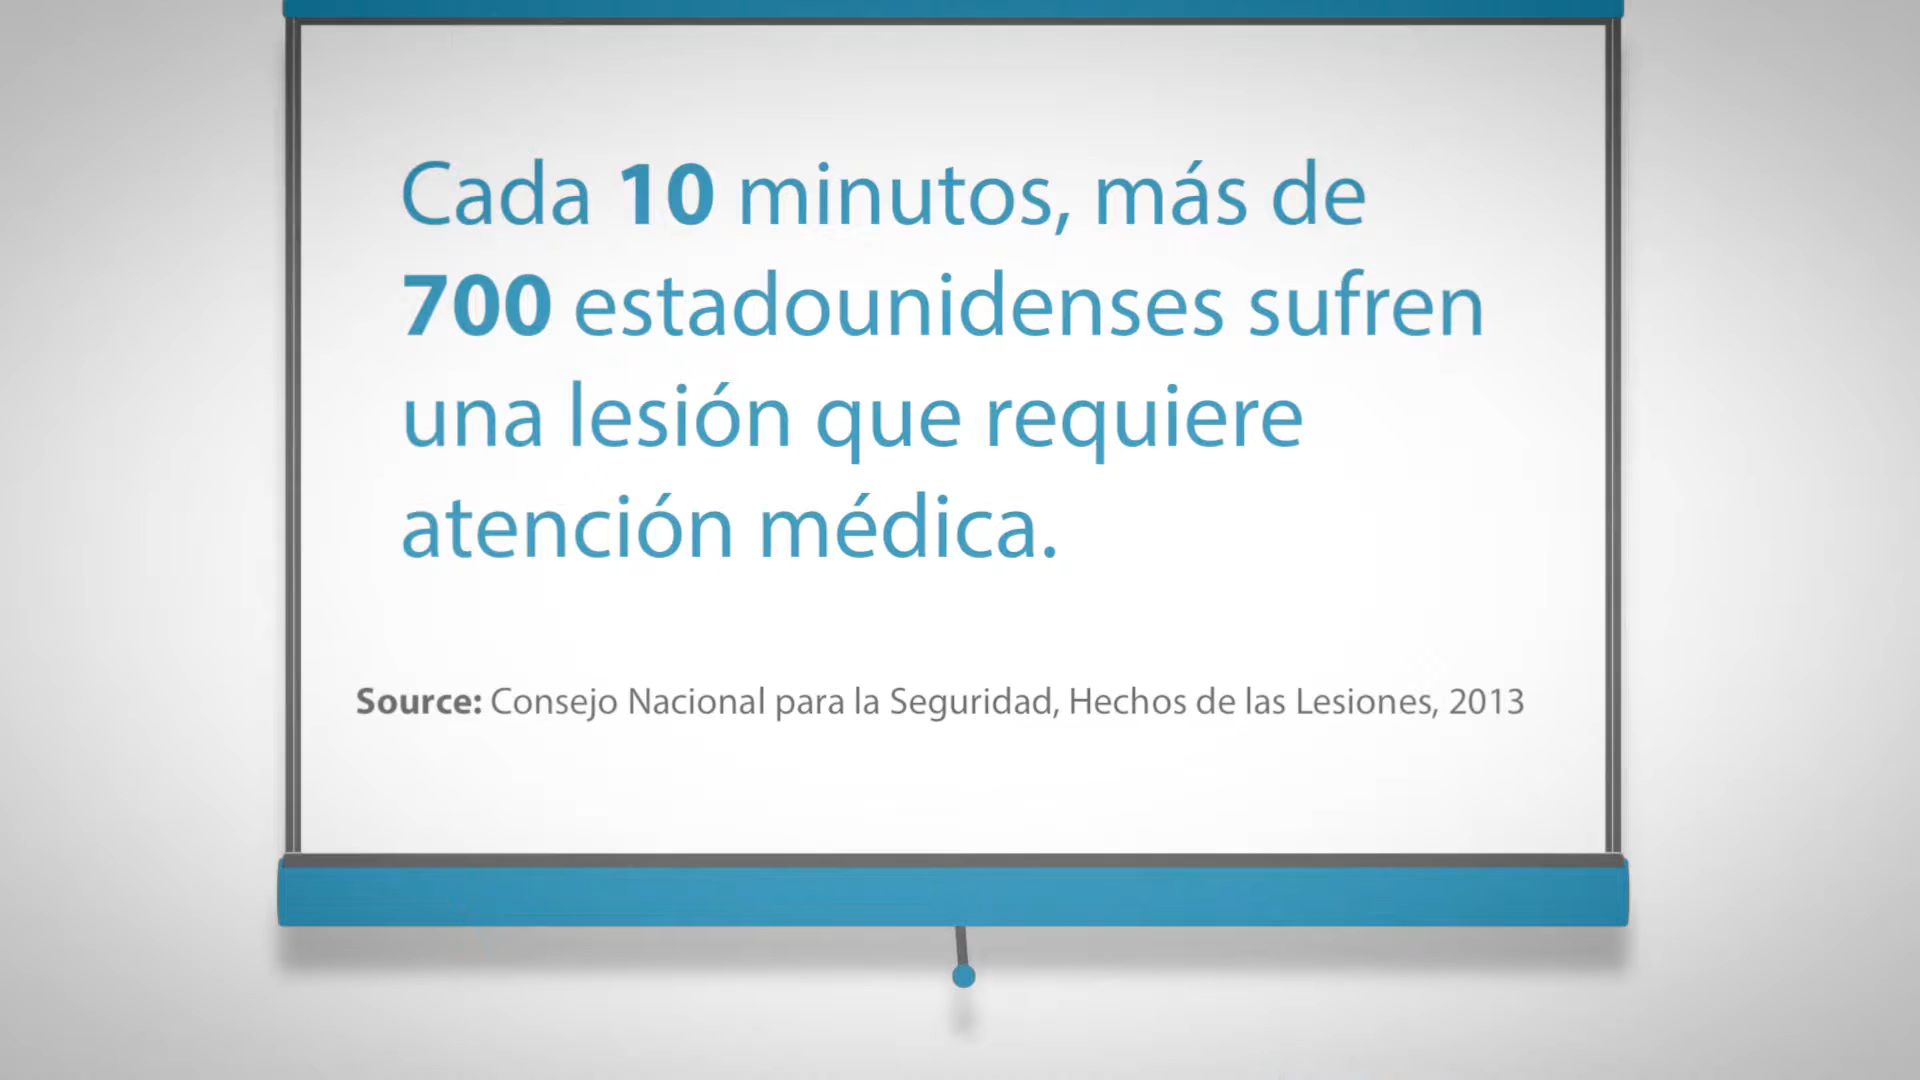 Cada 10 minutos, más de
700 estadounidenses sufren
una lesión que requiere
atención médica.
Source: Consejo Nacional para la Seguridad, Hechos de las Lesiones, 2013